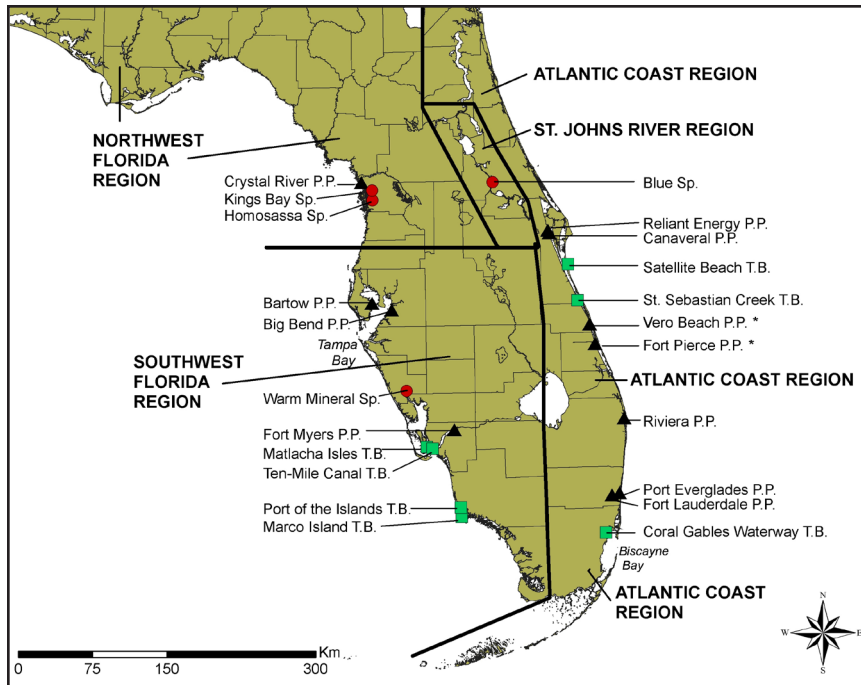 ATLANTIC COAST REGION
ST. JOHNS RIVER REGION
NORTHWEST
FLORIDA
REGION
Crystal River P.P.
Kings Bay Sp.
Homosassa Sp.
Blue Sp.
Reliant Energy P.P.
Canaveral P.P.
Satellite Beach T.B.
St. Sebastian Creek T.B.
Bartow P.P.
Big Bend P.P.
Tampa
Bay
Vero Beach P.P. *
Fort Pierce P.P. *
SOUTHWEST
FLORIDA
REGION
ATLANTIC COAST REGION
Warm Mineral Sp.
Riviera P.P.
Fort Myers P.P.
Matlacha Isles T.B.
Ten-Mile Canal T.B.
Port of the Islands T.B.
Marco Island T.B.
Port Everglades P.P.
Fort Lauderdale P.P.
Coral Gables Waterway T.B.
Biscayne
Bay
ATLANTIC COAST
REGION
N
W
E
S
Km
0 75 150 300